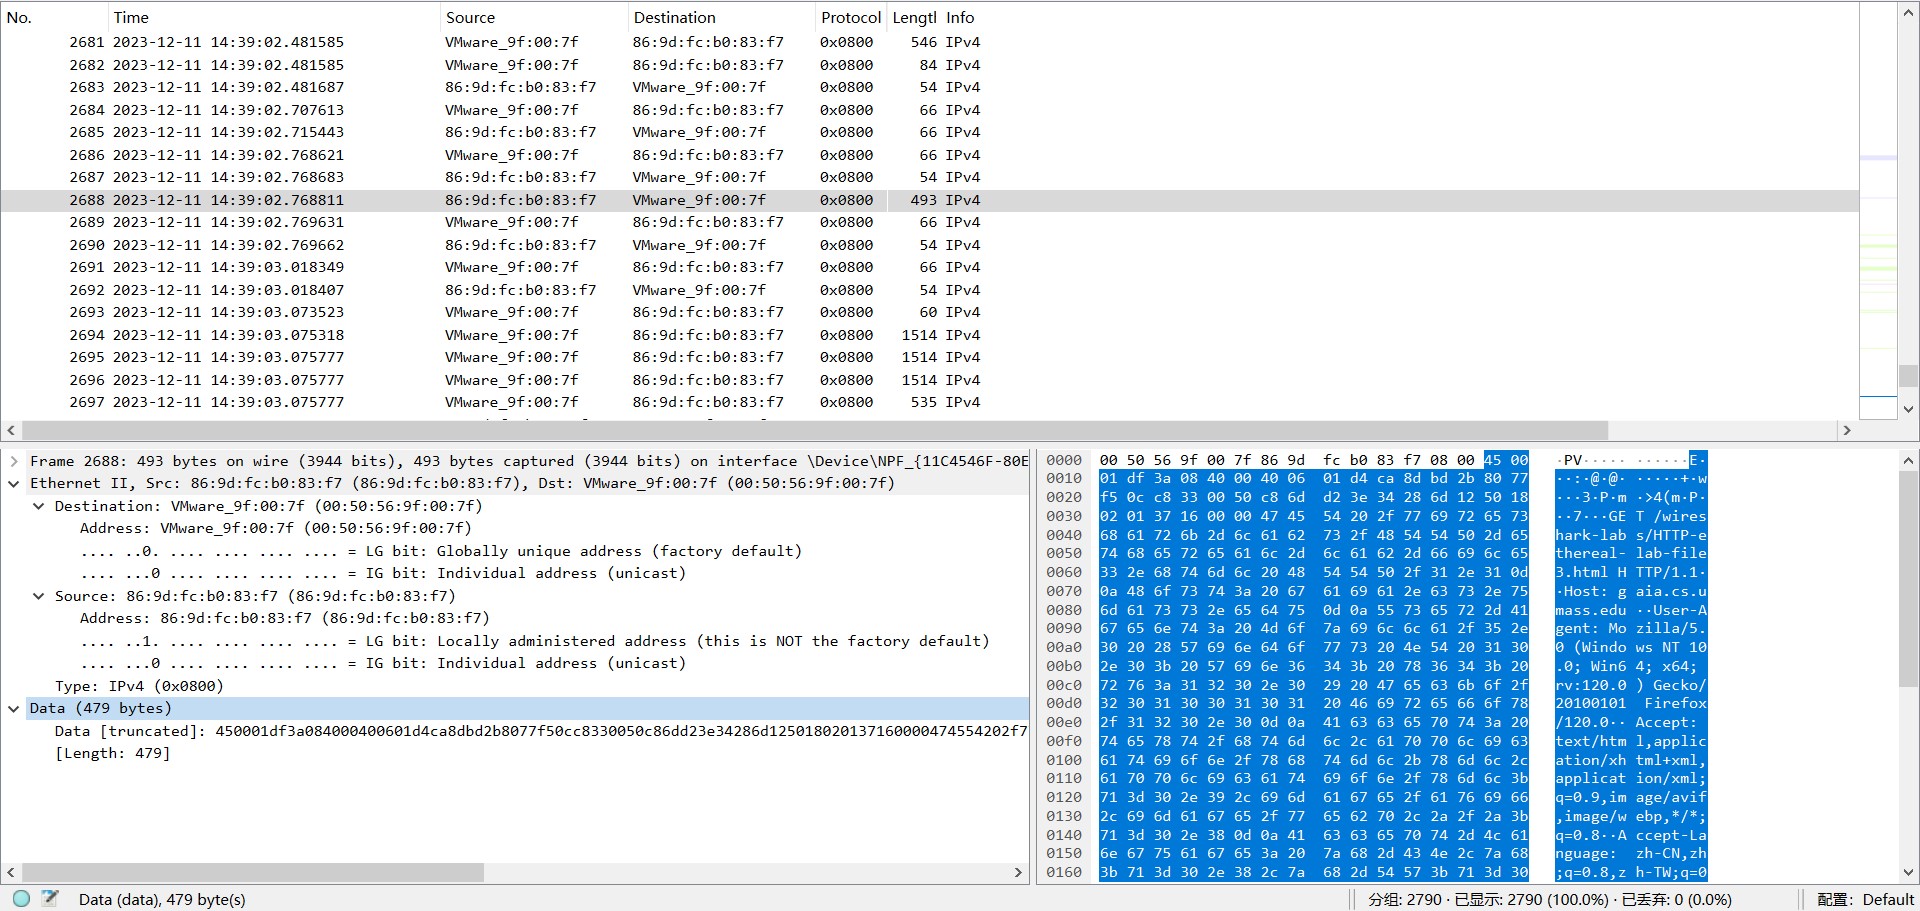 No. Time Source Destination Protocol Lengtl Info
2681 2023-12-11 14:39:02.481585 VMware_9f:00:7f 86:9d:fc:b0:83:f7 0x0800 546 IPv4
2682 2023-12-11 14:39:02.481585 VMware_9f:00:7f 86:9d:fc:b0:83:f7 0x0800 84 IPv4
2683 2023-12-11 14:39:02.481687 86:9d:fc:b0:83:f7 VMware_9f:00:7f 0x0800 54 IPv4
2684 2023-12-11 14:39:02.707613 VMware_9f:00:7f 86:9d:fc:b0:83:f7 0x0800 66 IPv4
2685 2023-12-11 14:39:02.715443 86:9d:fc:b0:83:f7 VMware_9f:00:7f 0x0800 66 IPv4
2686 2023-12-11 14:39:02.768621 VMware_9f:00:7f 86:9d:fc:b0:83:f7 0x0800 66 IPv4
2687 2023-12-11 14:39:02.768683 86:9d:fc:b0:83:f7 VMware_9f:00:7f 0x0800 54 IPv4
2688 2023-12-11 14:39:02.768811 86:9d:fc:b0:83:f7 VMware_9f:00:7f 0x0800 493 IPv4
2689 2023-12-11 14:39:02.769631 VMware_9f:00:7f 86:9d:fc:b0:83:f7 0x0800 66 IPv4
2690 2023-12-11 14:39:02.769662 86:9d:fc:b0:83:f7 VMware_9f:00:7f 0x0800 54 IPv4
2691 2023-12-11 14:39:03.018349 VMware_9f:00:7f 86:9d:fc:b0:83:f7 0x0800 66 IPv4
2692 2023-12-11 14:39:03.018407 86:9d:fc:b0:83:f7 VMware_9f:00:7f 0x0800 54 IPv4
2693 2023-12-11 14:39:03.073523 VMware_9f:00:7f 86:9d:fc:b0:83:f7 0x0800 60 IPv4
2694 2023-12-11 14:39:03.075318 VMware_9f:00:7f 86:9d:fc:b0:83:f7 0x0800 1514 IPv4
2695 2023-12-11 14:39:03.075777 VMware_9f:00:7f 86:9d:fc:b0:83:f7 0x0800 1514 IPv4
2696 2023-12-11 14:39:03.075777 VMware_9f:00:7f 86:9d:fc:b0:83:f7 0x0800 1514 IPv4
2697 2023-12-11 14:39:03.075777 VMware_9f:00:7f 86:9d:fc:b0:83:f7 0x0800 535 IPv4
Frame 2688: 493 bytes on wire (3944 bits), 493 bytes captured (3944 bits) on interface \Device\NPF_{11C4546F-80E
Ethernet II, Src: 86:9d:fc:b0:83:f7 (86:9d:fc:b0:83:f7), Dst: VMware_9f:00:7f (00:50:56:9f:00:7f)
Destination: VMware_9f:00:7f (00:50:56:9f:00:7f)
Address: VMware_9f:00:7f (00:50:56:9f:00:7f)
.... ..0. .... .... .... .... = LG bit: Globally unique address (factory default)
.... ...0 .... .... .... .... = IG bit: Individual address (unicast)
Source: 86:9d:fc:b0:83:f7 (86:9d:fc:b0:83:f7)
Address: 86:9d:fc:b0:83:f7 (86:9d:fc:b0:83:f7)
.... ..1. .... .... .... .... = LG bit: Locally administered address (this is NOT the factory default)
.... ...0 .... .... .... .... = IG bit: Individual address (unicast)
Type: IPv4 (0x0800)
Data (479 bytes)
Data [truncated]: 450001df3a084000400601d4ca8dbd2b8077f50cc8330050c86dd23e34286d12501802013716000047455​4202f7
[Length: 479]
0000 00 50 56 9f 00 7f 86 9d fc b0 83 f7 08 00 45 00 ·PV····· ······E·
0010 01 df 3a 08 40 00 40 06 01 d4 ca 8d bd 2b 80 77 ··:·@·@· ·····+·w
0020 f5 0c c8 33 00 50 c8 6d d2 3e 34 28 6d 12 50 18 ···3·P·m ·>4(m·P·
0030 02 01 37 16 00 00 47 45 54 20 2f 77 69 72 65 73 ··7···GE T /wires
0040 68 61 72 6b 2d 6c 61 62 73 2f 48 54 54 50 2d 65 hark-lab s/HTTP-e
0050 74 68 65 72 65 61 6c 2d 6c 61 62 2d 66 69 6c 65 thereal- lab-file
0060 33 2e 68 74 6d 6c 20 48 54 54 50 2f 31 2e 31 0d 3.html H TTP/1.1·
0070 0a 48 6f 73 74 3a 20 67 61 69 61 2e 63 73 2e 75 ·Host: g aia.cs.u
0080 6d 61 73 73 2e 65 64 75 0d 0a 55 73 65 72 2d 41 mass.edu ··User-A
0090 67 65 6e 74 3a 20 4d 6f 7a 69 6c 6c 61 2f 35 2e gent: Mo zilla/5.
00a0 30 20 28 57 69 6e 64 6f 77 73 20 4e 54 20 31 30 0 (Windo ws NT 10
00b0 2e 30 3b 20 57 69 6e 36 34 3b 20 78 36 34 3b 20 .0; Win6 4; x64;
00c0 72 76 3a 31 32 30 2e 30 29 20 47 65 63 6b 6f 2f rv:120.0 ) Gecko/
00d0 32 30 31 30 30 31 30 31 20 46 69 72 65 66 6f 78 20100101 Firefox
00e0 2f 31 32 30 2e 30 0d 0a 41 63 63 65 70 74 3a 20 /120.0·· Accept:
00f0 74 65 78 74 2f 68 74 6d 6c 2c 61 70 70 6c 69 63 text/htm l,applic
0100 61 74 69 6f 6e 2f 78 68 74 6d 6c 2b 78 6d 6c 2c ation/xh tml+xml,
0110 61 70 70 6c 69 63 61 74 69 6f 6e 2f 78 6d 6c 3b applicat ion/xml;
0120 71 3d 30 2e 39 2c 69 6d 61 67 65 2f 61 76 69 66 q=0.9,im age/avif
0130 2c 69 6d 61 67 65 2f 77 65 62 70 2c 2a 2f 2a 3b ,image/w ebp,*/*;
0140 71 3d 30 2e 38 0d 0a 41 63 63 65 70 74 2d 4c 61 q=0.8··A ccept-La
0150 6e 67 75 61 67 65 3a 20 7a 68 2d 43 4e 2c 7a 68 nguage: zh-CN,zh
0160 3b 71 3d 30 2e 38 2c 7a 68 2d 54 57 3b 71 3d 30 ;q=0.8,z h-TW;q=0
Data (data), 479 byte(s) 分组: 2790 · 已显示: 2790 (100.0%) · 已丢弃: 0 (0.0%) 配置: Default